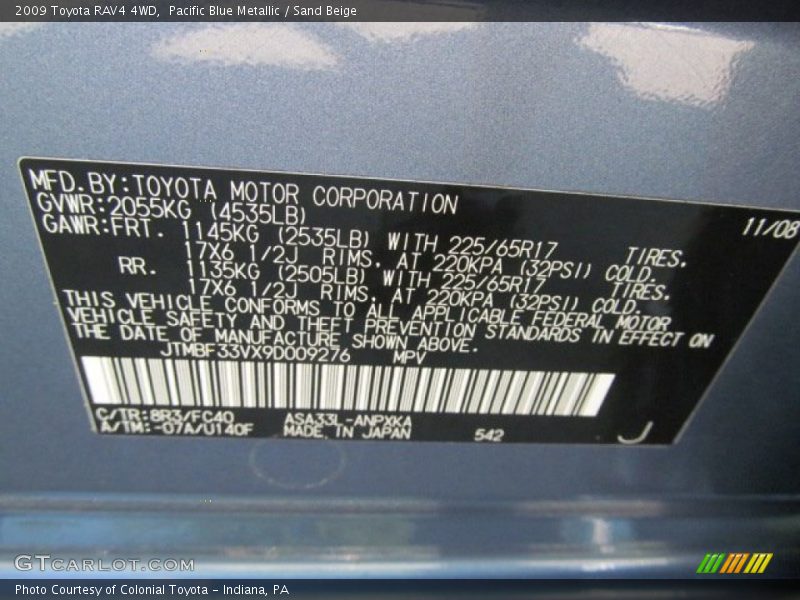 2009 Toyota RAV4 4WD, Pacific Blue Metallic / Sand Beige
MFD.BY:TOYOTA MOTOR CORPORATION 11/08
GVWR:2055KG (4535LB)
GAWR:FRT. 1145KG (2535LB) WITH 225/65R17 TIRES.
17X6 1/2J RIMS, AT 220KPA (32PSI) COLD.
RR. 1135KG (2505LB) WITH 225/65R17 TIRES.
17X6 1/2J RIMS, AT 220KPA (32PSI) COLD.
THIS VEHICLE CONFORMS TO ALL APPLICABLE FEDERAL MOTOR
VEHICLE SAFETY AND THEFT PREVENTION STANDARDS IN EFFECT ON
THE DATE OF MANUFACTURE SHOWN ABOVE.
JTMBF33VX9D009276 MPV
C/TR:8R3/FC40 ASA33L-ANPXKA
A/TM:-07A/U140F MADE IN JAPAN 542 J
GTCARLOT.COM
Photo Courtesy of Colonial Toyota - Indiana, PA